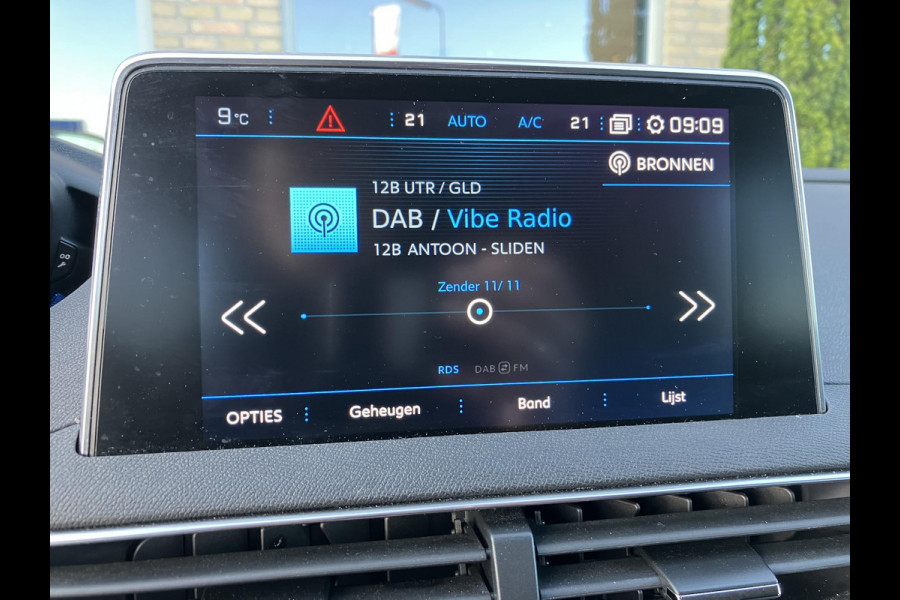 9°C 21 AUTO A/C 21 09:09
BRONNEN
12B UTR / GLD
DAB / Vibe Radio
12B ANTOON - SLIDEN
Zender 11/11
RDS DAB FM
OPTIES Geheugen Band Lijst